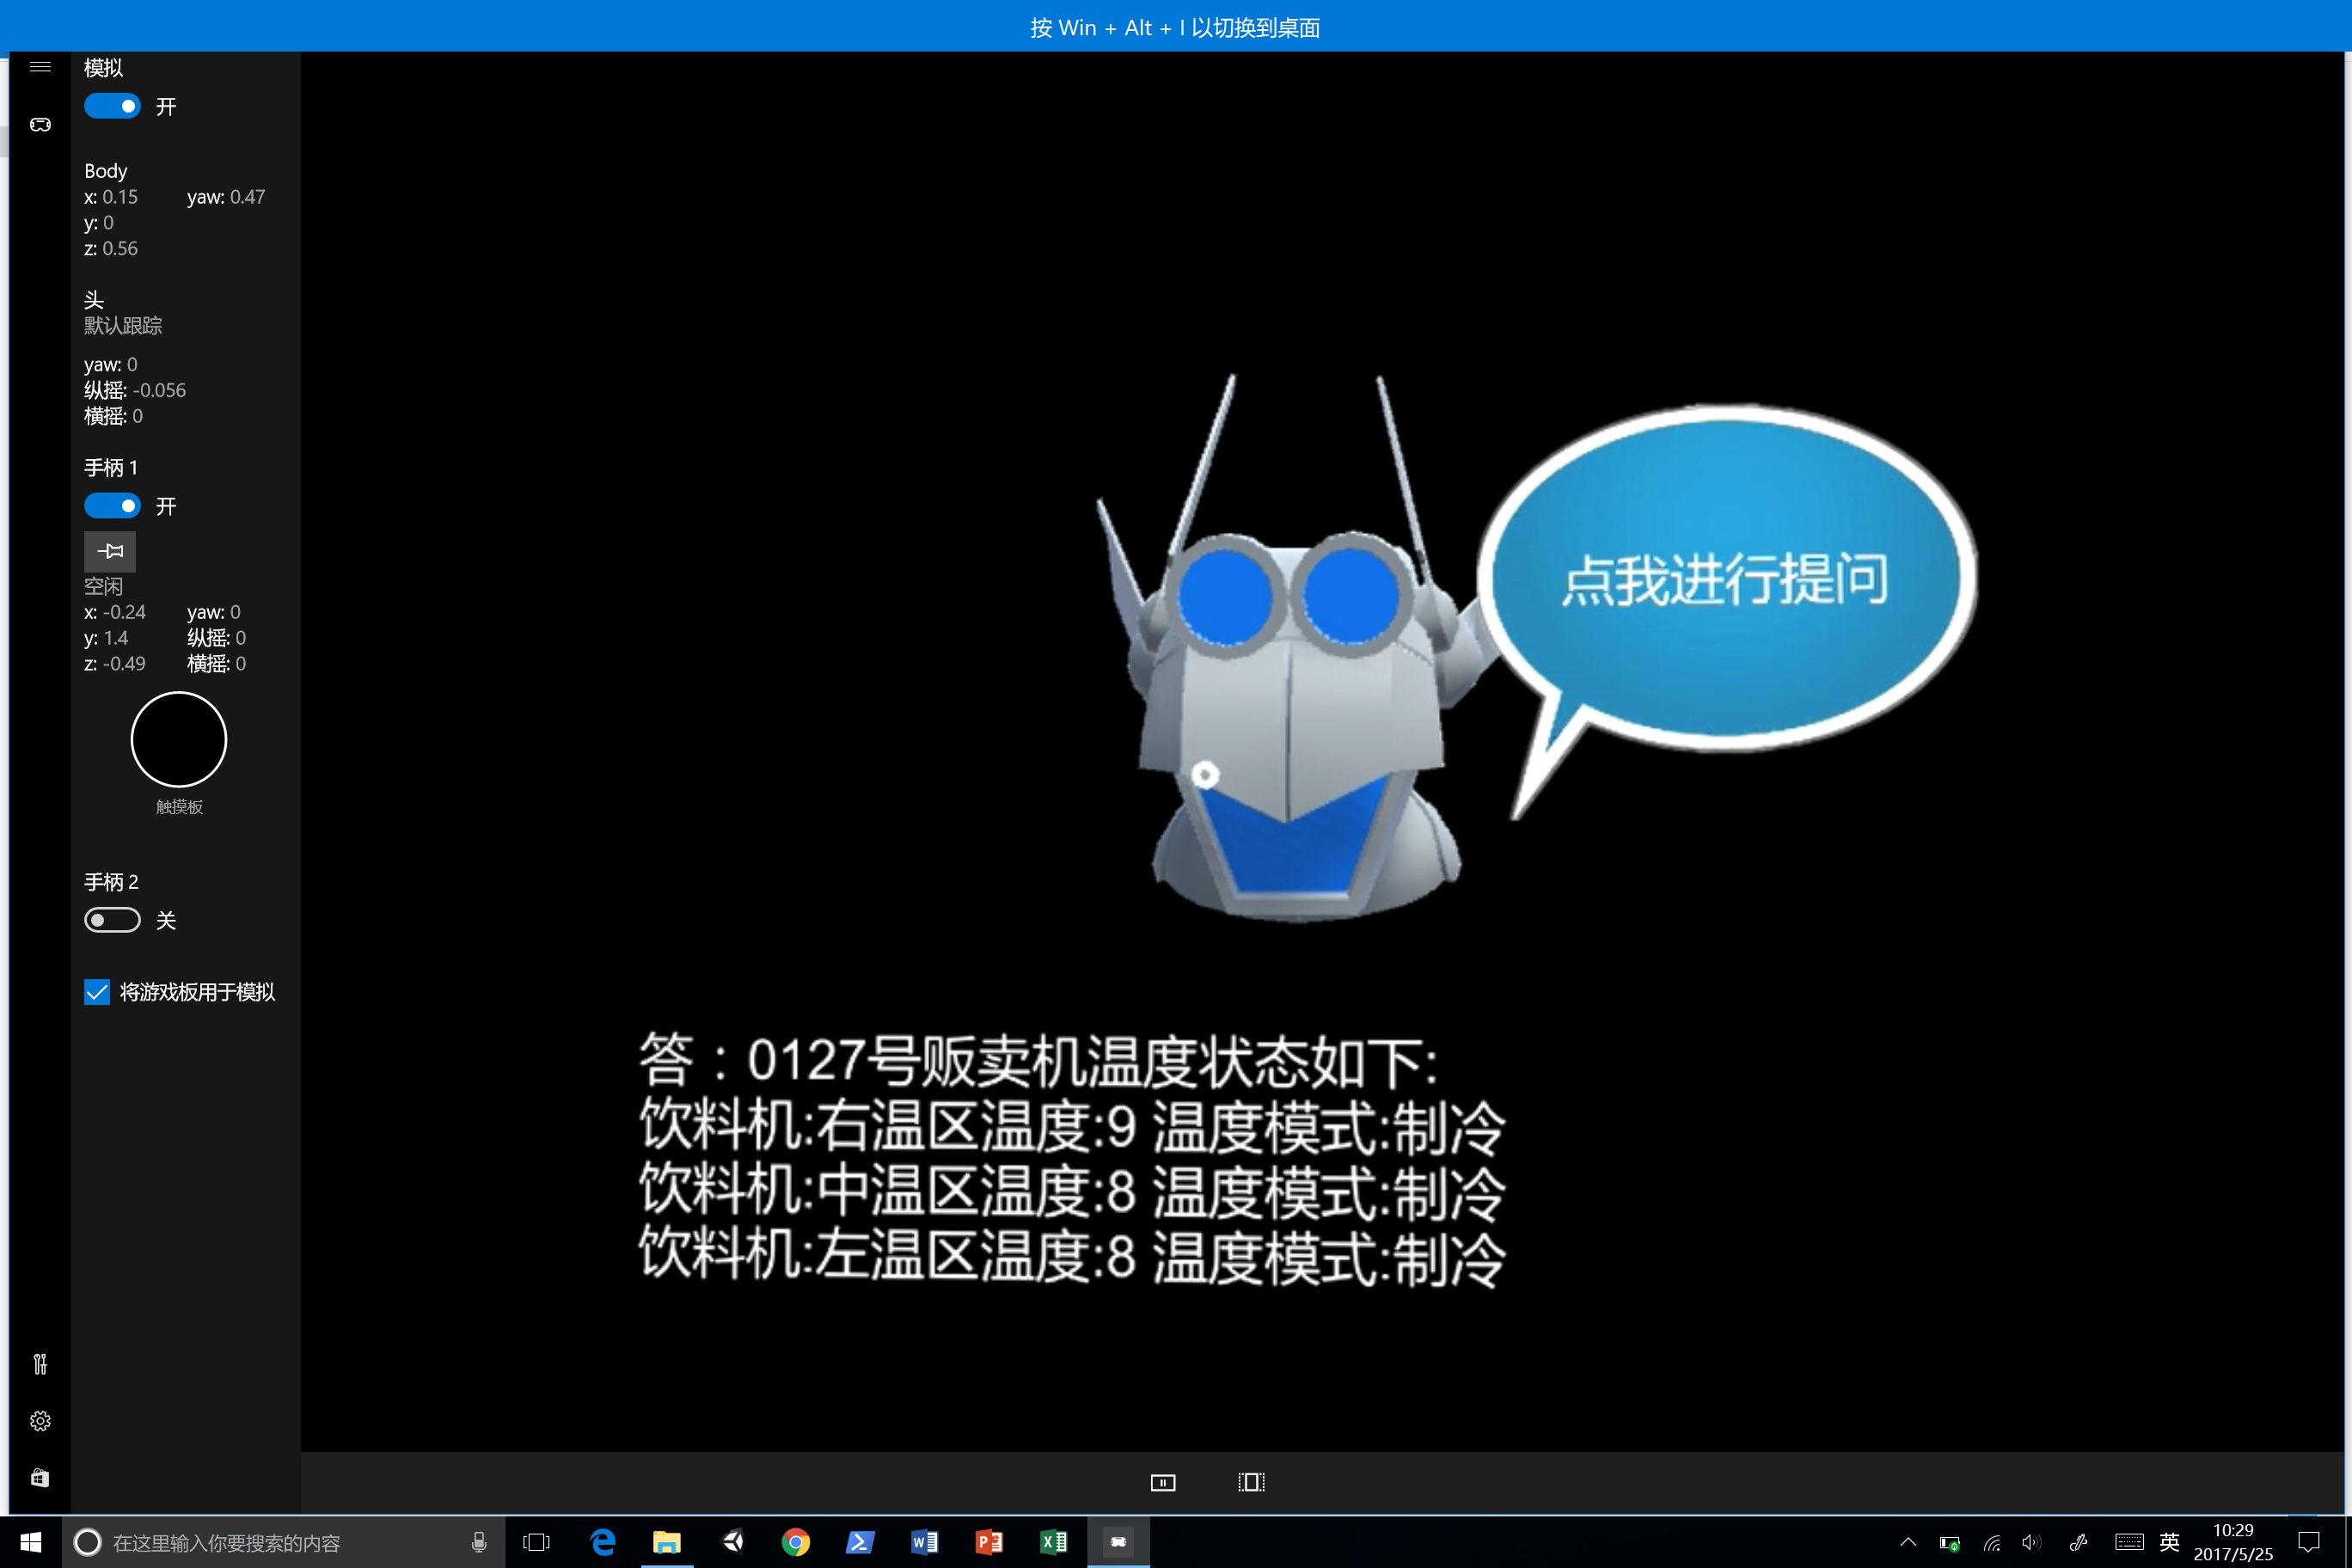 按 Win + Alt + I 以切换到桌面
模拟
开
Body
x: 0.15 yaw: 0.47
y: 0
z: 0.56
头
默认跟踪
yaw: 0
纵摇: -0.056
横摇: 0
手柄 1
开
空闲
x: -0.24 yaw: 0
y: 1.4 纵摇: 0
z: -0.49 横摇: 0
触摸板
手柄 2
关
将游戏板用于模拟
点我进行提问
答：0127号贩卖机温度状态如下:
饮料机:右温区温度:9 温度模式:制冷
饮料机:中温区温度:8 温度模式:制冷
饮料机:左温区温度:8 温度模式:制冷
在这里输入你要搜索的内容
英
10:29
2017/5/25